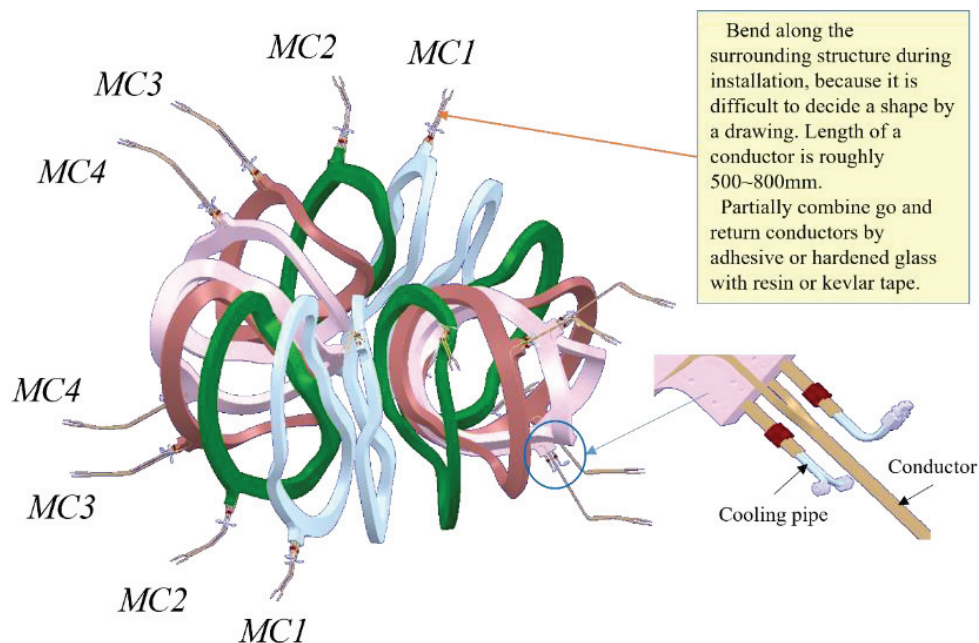 MC1
MC2
MC3
MC4
MC4
MC3
MC2
MC1
Bend along the
surrounding structure during
installation, because it is
difficult to decide a shape by
a drawing. Length of a
conductor is roughly
500~800mm.
Partially combine go and
return conductors by
adhesive or hardened glass
with resin or kevlar tape.
Conductor
Cooling pipe